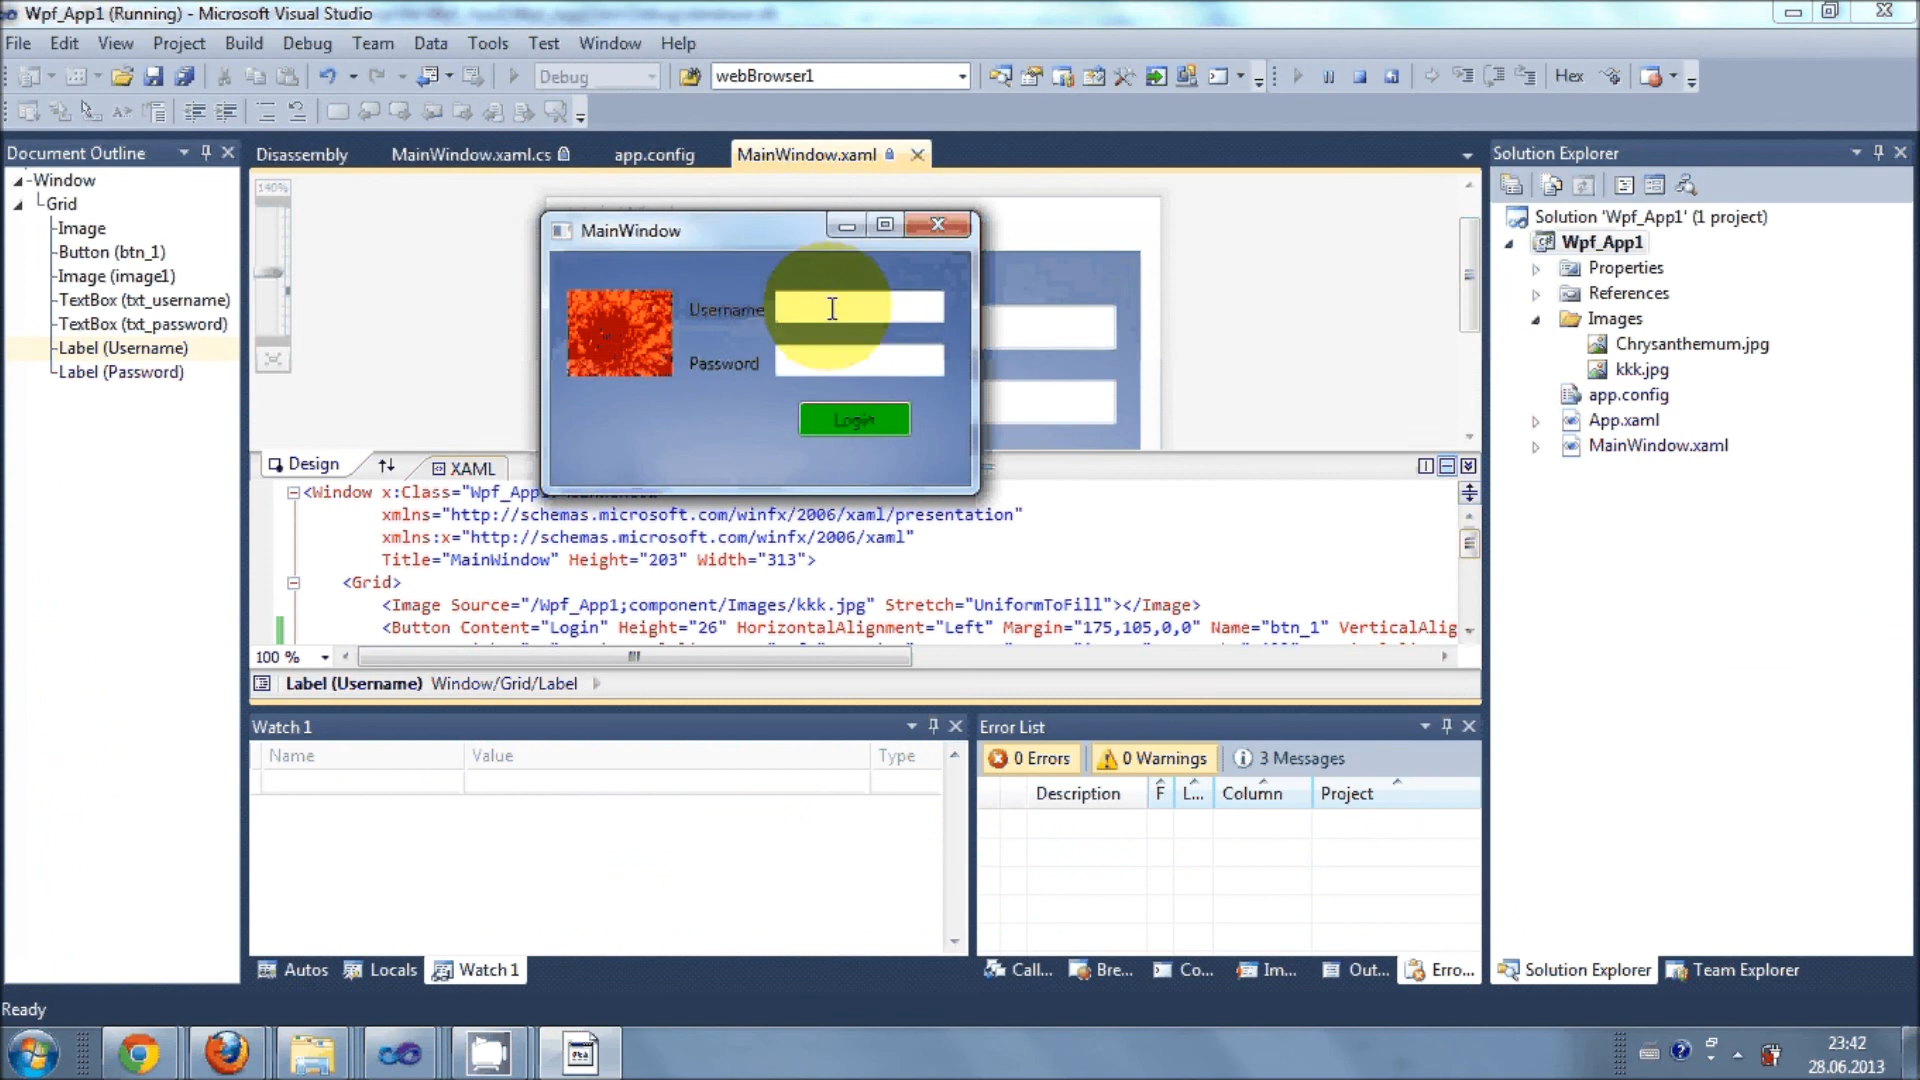 Wpf_App1 (Running) - Microsoft Visual Studio
File Edit View Project Build Debug Team Data Tools Test Window Help
Debug webBrowser1 Hex
Document Outline
Window
Grid
Image
Button (btn_1)
Image (image1)
TextBox (txt_username)
TextBox (txt_password)
Label (Username)
Label (Password)
Disassembly MainWindow.xaml.cs app.config MainWindow.xaml
140%
MainWindow
Username
Password
Login
Design XAML
<Window x:Class="Wpf_App1
xmlns="http://schemas.microsoft.com/winfx/2006/xaml/presentation"
xmlns:x="http://schemas.microsoft.com/winfx/2006/xaml"
Title="MainWindow" Height="203" Width="313">
<Grid>
<Image Source="/Wpf_App1;component/Images/kkk.jpg" Stretch="UniformToFill"></Image>
<Button Content="Login" Height="26" HorizontalAlignment="Left" Margin="175,105,0,0" Name="btn_1" VerticalAlig
100 %
Label (Username) Window/Grid/Label
Watch 1
Name Value Type
Autos Locals Watch 1
Error List
0 Errors 0 Warnings 3 Messages
Description F L... Column Project
Call... Bre... Co... Im... Out... Erro...
Solution Explorer
Solution 'Wpf_App1' (1 project)
Wpf_App1
Properties
References
Images
Chrysanthemum.jpg
kkk.jpg
app.config
App.xaml
MainWindow.xaml
Solution Explorer Team Explorer
Ready
23:42
28.06.2013